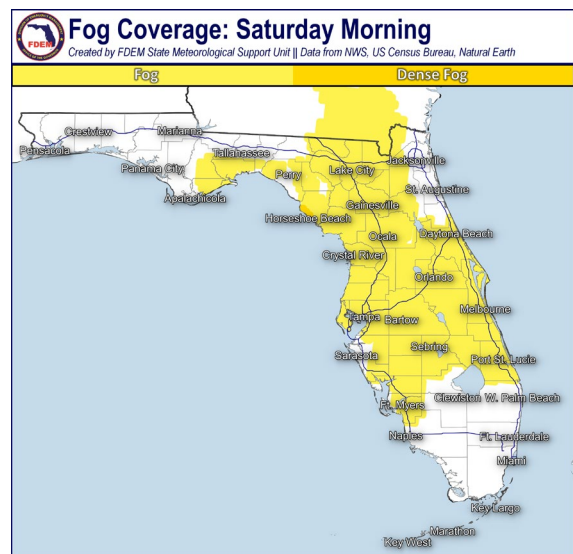 Fog Coverage: Saturday Morning
Created by FDEM State Meteorological Support Unit || Data from NWS, US Census Bureau, Natural Earth
FDEM
Fog Dense Fog
Crestview Marianna
Pensacola Tallahassee Jacksonville
Panama City Perry Lake City
Apalachicola St. Augustine
Gainesville
Horseshoe Beach
Ocala Daytona Beach
Crystal River
Orlando
Tampa Bartow Melbourne
Sebring
Sarasota Port St. Lucie
Ft. Myers Clewiston W. Palm Beach
Naples Ft. Lauderdale
Miami
Key Largo
Marathon
Key West